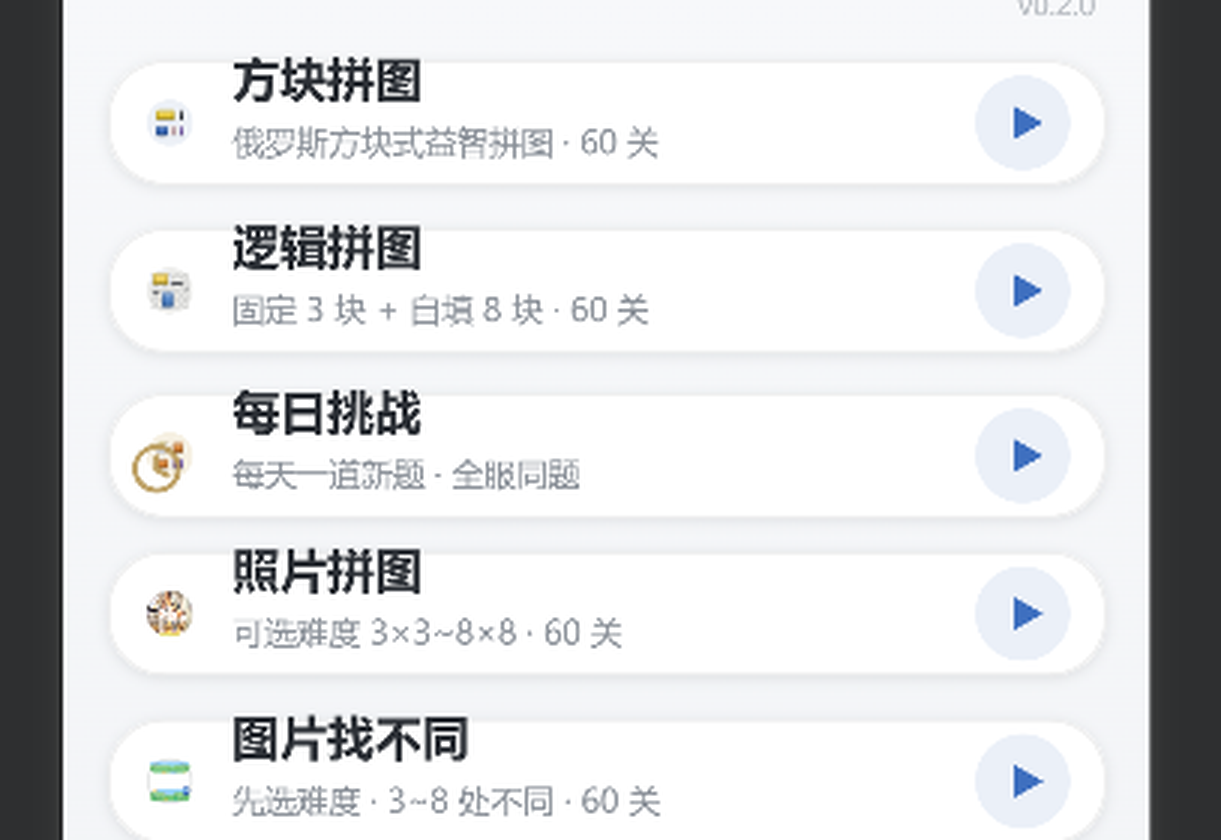 v0.2.0
方块拼图
俄罗斯方块式益智拼图 · 60 关
逻辑拼图
固定 3 块 + 自填 8 块 · 60 关
每日挑战
每天一道新题 · 全服同题
照片拼图
可选难度 3×3~8×8 · 60 关
图片找不同
先选难度 · 3~8 处不同 · 60 关